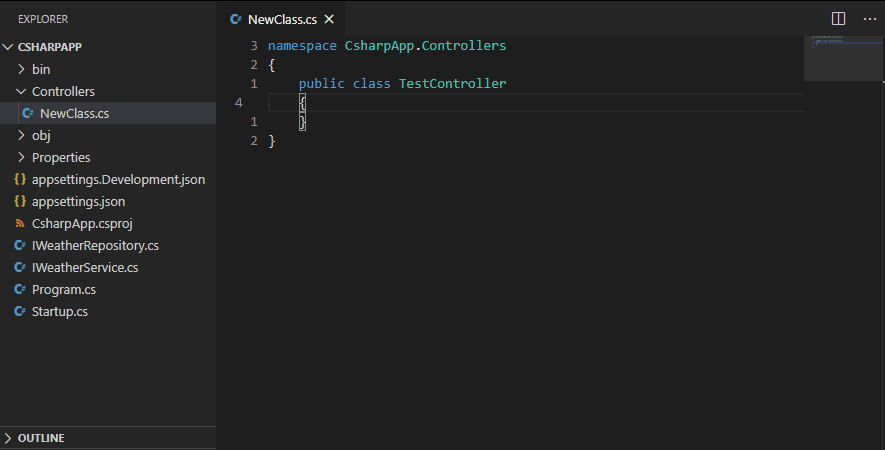 EXPLORER
CSHARPAPP
bin
Controllers
C# NewClass.cs
obj
Properties
{} appsettings.Development.json
{} appsettings.json
CsharpApp.csproj
C# IWeatherRepository.cs
C# IWeatherService.cs
C# Program.cs
C# Startup.cs
OUTLINE
C# NewClass.cs
3 namespace CsharpApp.Controllers
2 {
1 public class TestController
4 {
1 }
2 }